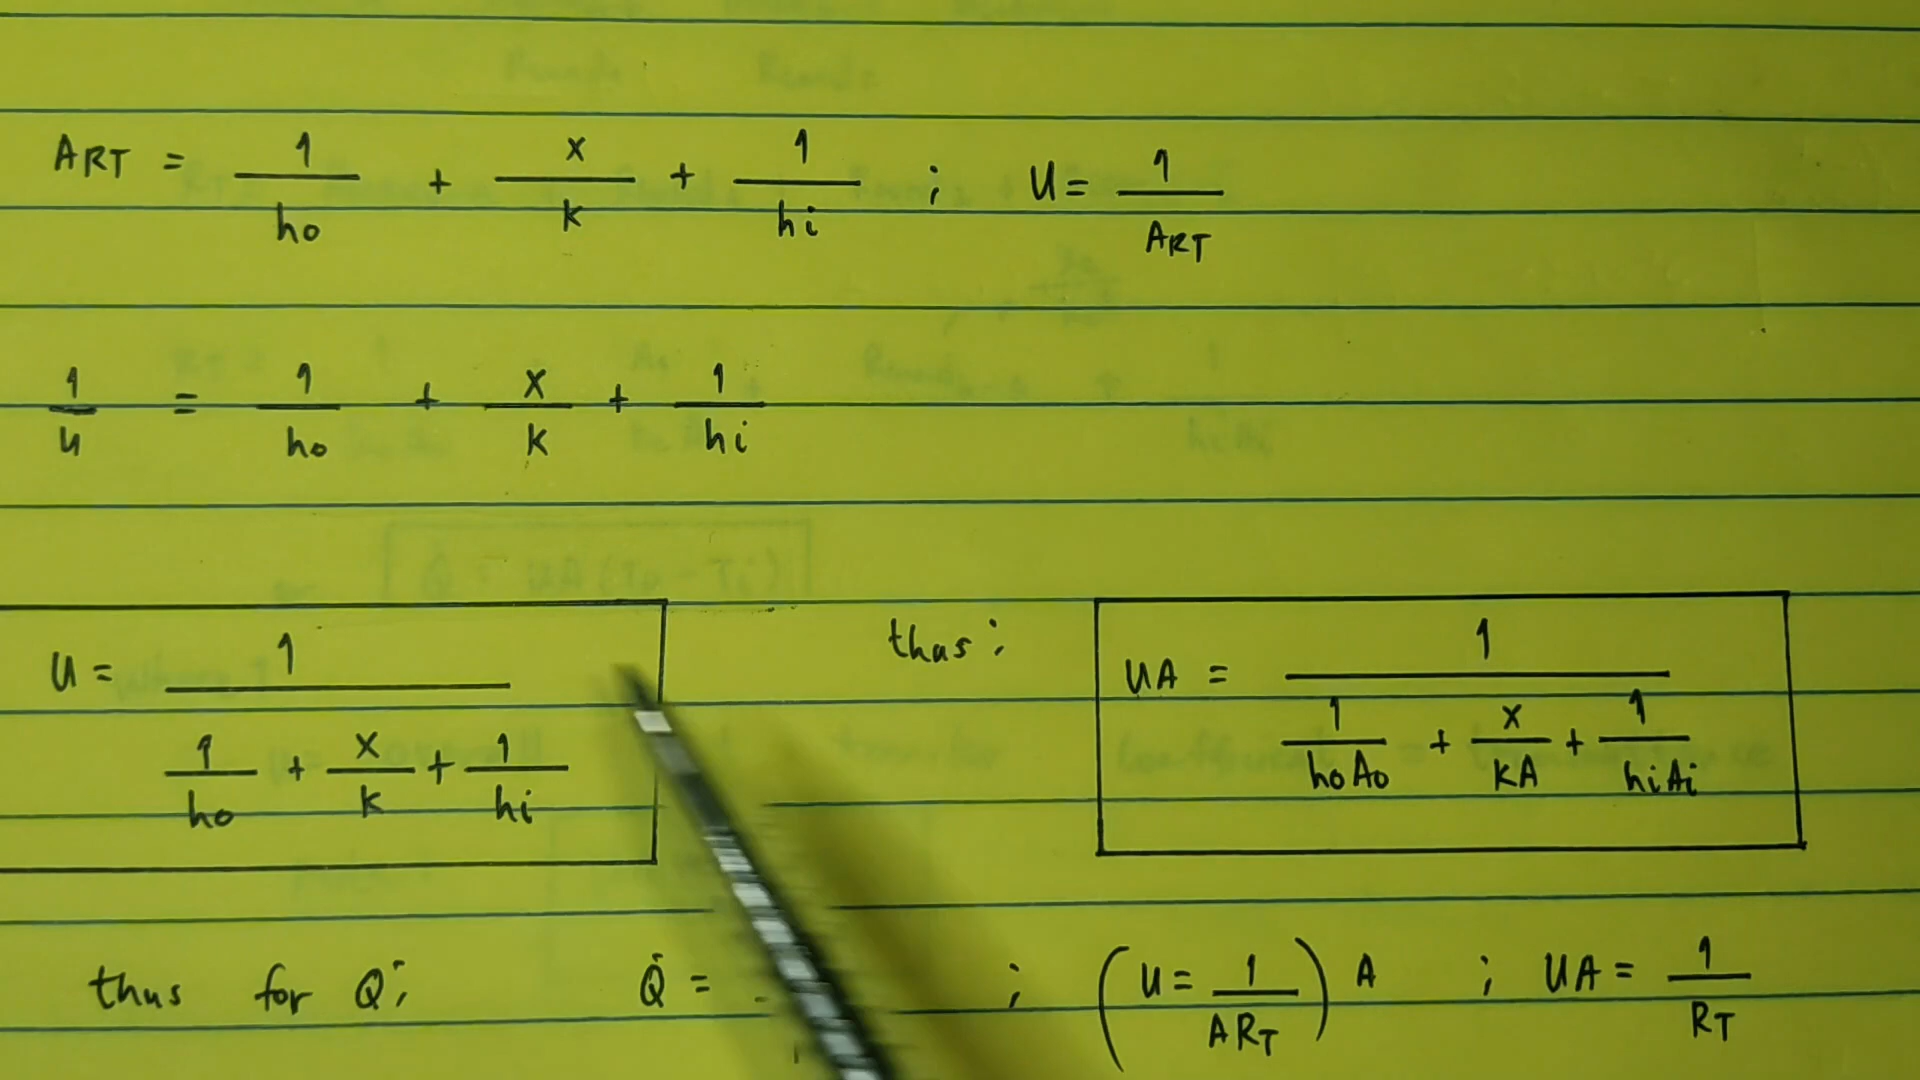 ART = 1/ho + x/k + 1/hi ; U = 1/ART
1/u = 1/ho + x/k + 1/hi
U = 1/(1/ho + x/k + 1/hi) thus: UA = 1/(1/hoAo + x/kA + 1/hiAi)
thus for Q; Q̇ = ; (U = 1/ART) A ; UA = 1/RT